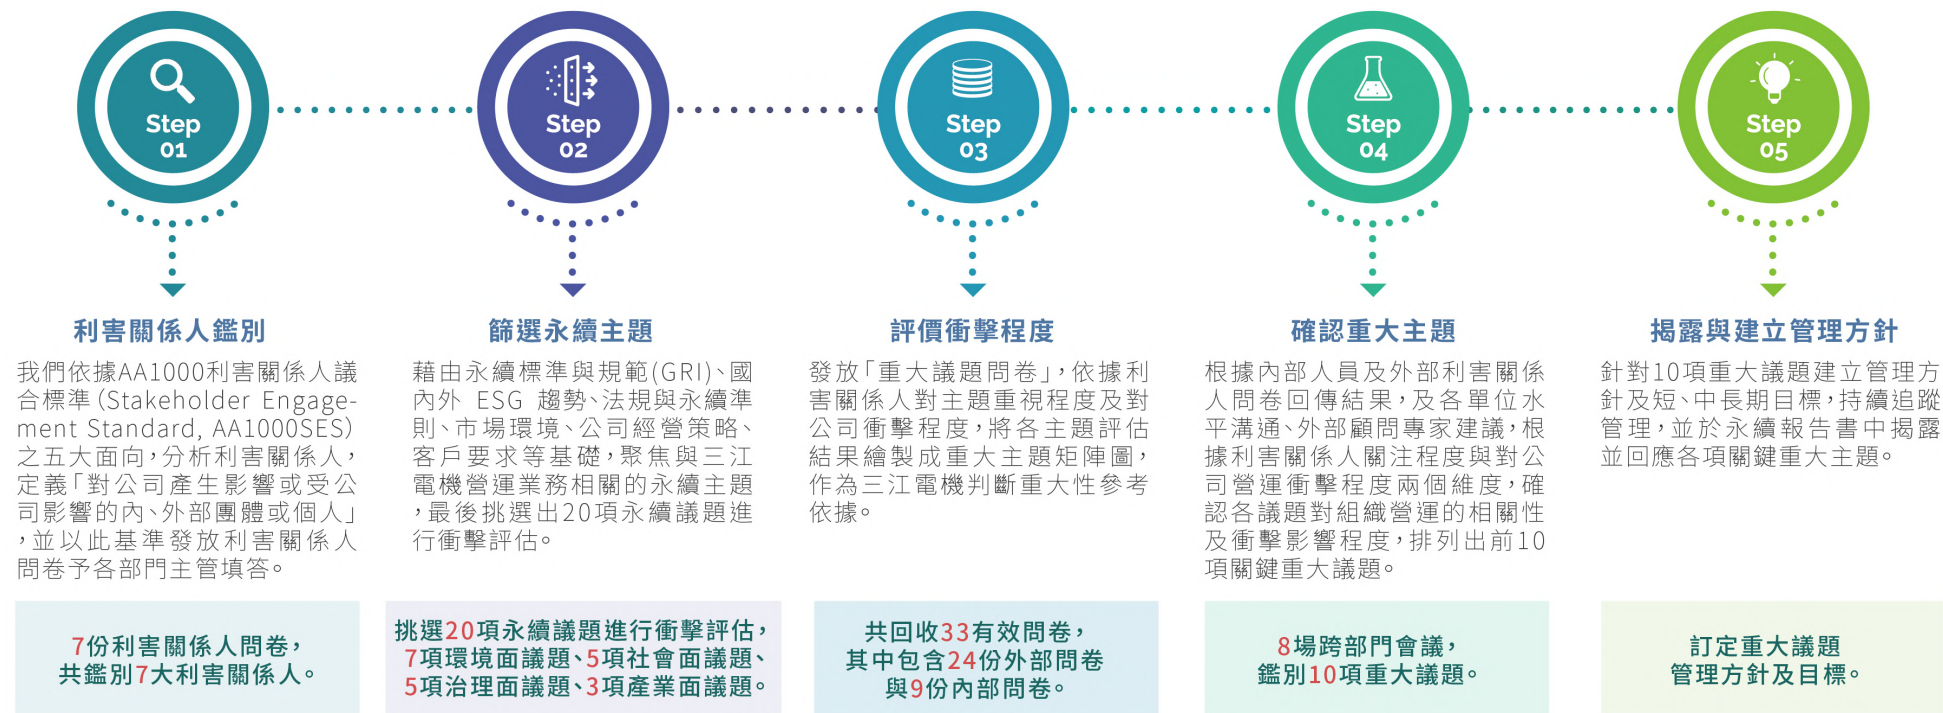 Step
01
利害關係人鑑別
我們依據AA1000利害關係人議
合標準(Stakeholder Engage-
ment Standard, AA1000SES)
之五大面向,分析利害關係人,
定義「對公司產生影響或受公
司影響的內、外部團體或個人」
,並以此基準發放利害關係人
問卷予各部門主管填答。
7份利害關係人問卷,
共鑑別7大利害關係人。
Step
02
篩選永續主題
藉由永續標準與規範(GRI)、國
內外 ESG 趨勢、法規與永續準
則、市場環境、公司經營策略、
客戶要求等基礎,聚焦與三江
電機營運業務相關的永續主題
,最後挑選出20項永續議題進
行衝擊評估。
挑選20項永續議題進行衝擊評估,
7項環境面議題、5項社會面議題、
5項治理面議題、3項產業面議題。
Step
03
評價衝擊程度
發放「重大議題問卷」,依據利
害關係人對主題重視程度及對
公司衝擊程度,將各主題評估
結果繪製成重大主題矩陣圖,
作為三江電機判斷重大性參考
依據。
共回收33有效問卷,
其中包含24份外部問卷
與9份內部問卷。
Step
04
確認重大主題
根據內部人員及外部利害關係
人問卷回傳結果,及各單位水
平溝通、外部顧問專家建議,根
據利害關係人關注程度與對公
司營運衝擊程度兩個維度,確
認各議題對組織營運的相關性
及衝擊影響程度,排列出前10
項關鍵重大議題。
8場跨部門會議,
鑑別10項重大議題。
Step
05
揭露與建立管理方針
針對10項重大議題建立管理方
針及短、中長期目標,持續追蹤
管理,並於永續報告書中揭露
並回應各項關鍵重大主題。
訂定重大議題
管理方針及目標。